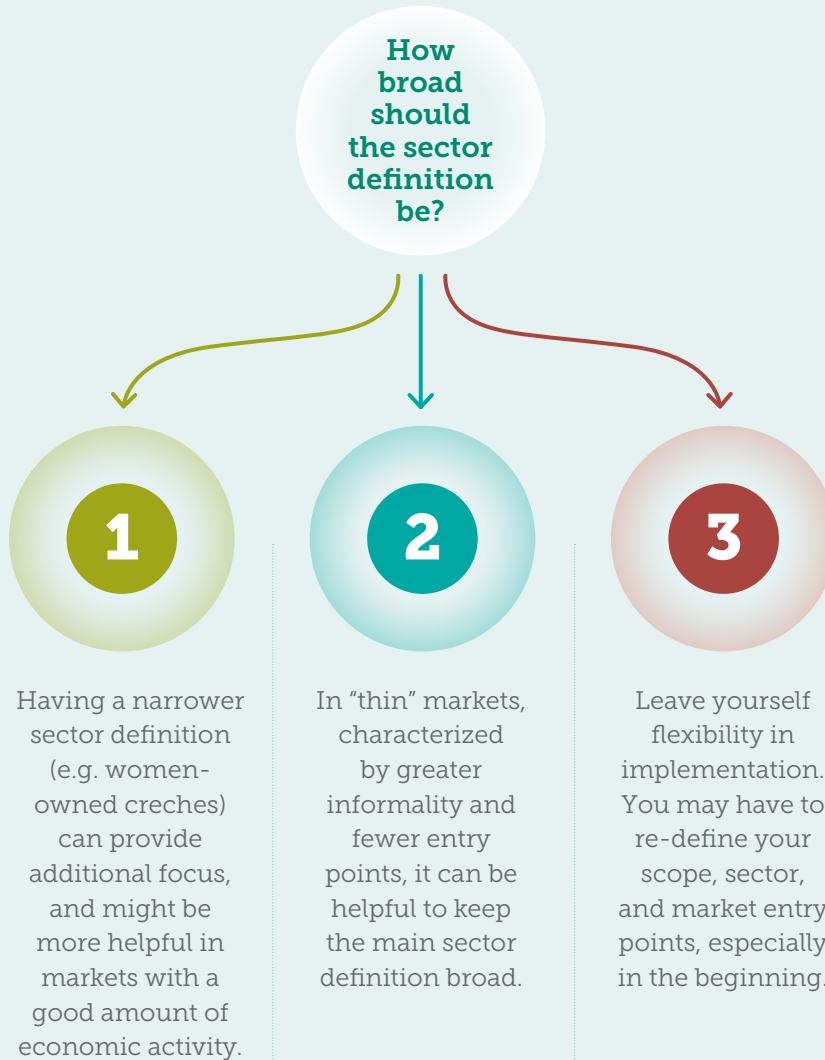 How
broad
should
the sector
definition
be?
1
Having a narrower
sector definition
(e.g. women-
owned creches)
can provide
additional focus,
and might be
more helpful in
markets with a
good amount of
economic activity.
2
In “thin” markets,
characterized
by greater
informality and
fewer entry
points, it can be
helpful to keep
the main sector
definition broad.
3
Leave yourself
flexibility in
implementation.
You may have to
re-define your
scope, sector,
and market entry
points, especially
in the beginning.